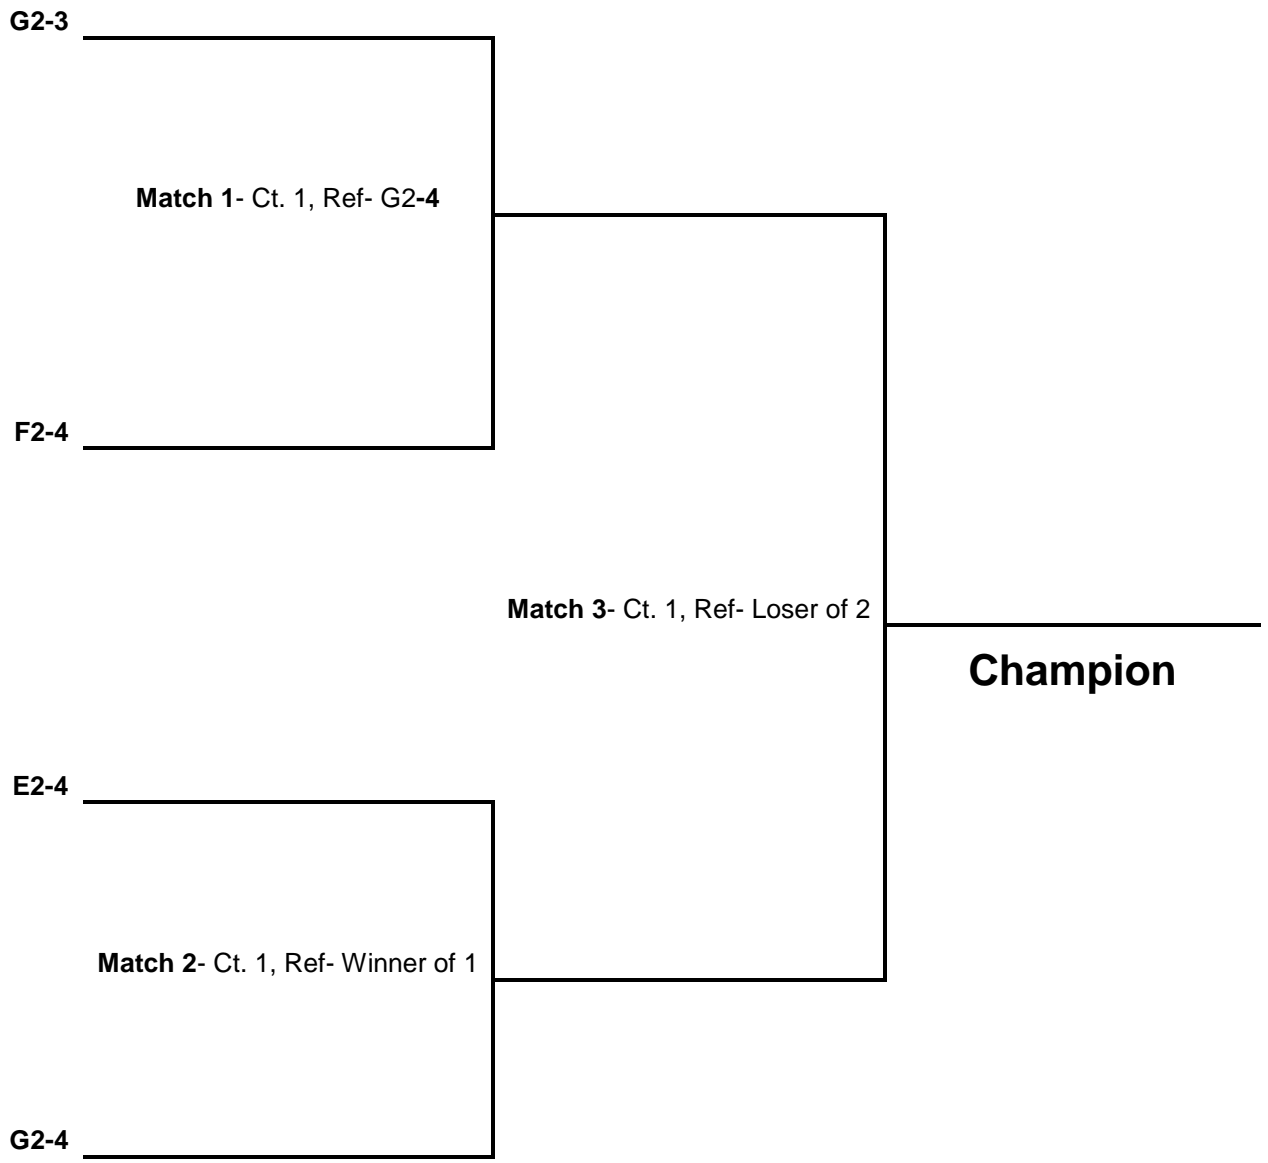 G2-3
Match 1- Ct. 1, Ref- G2-4
F2-4
Match 3- Ct. 1, Ref- Loser of 2
Champion
E2-4
Match 2- Ct. 1, Ref- Winner of 1
G2-4